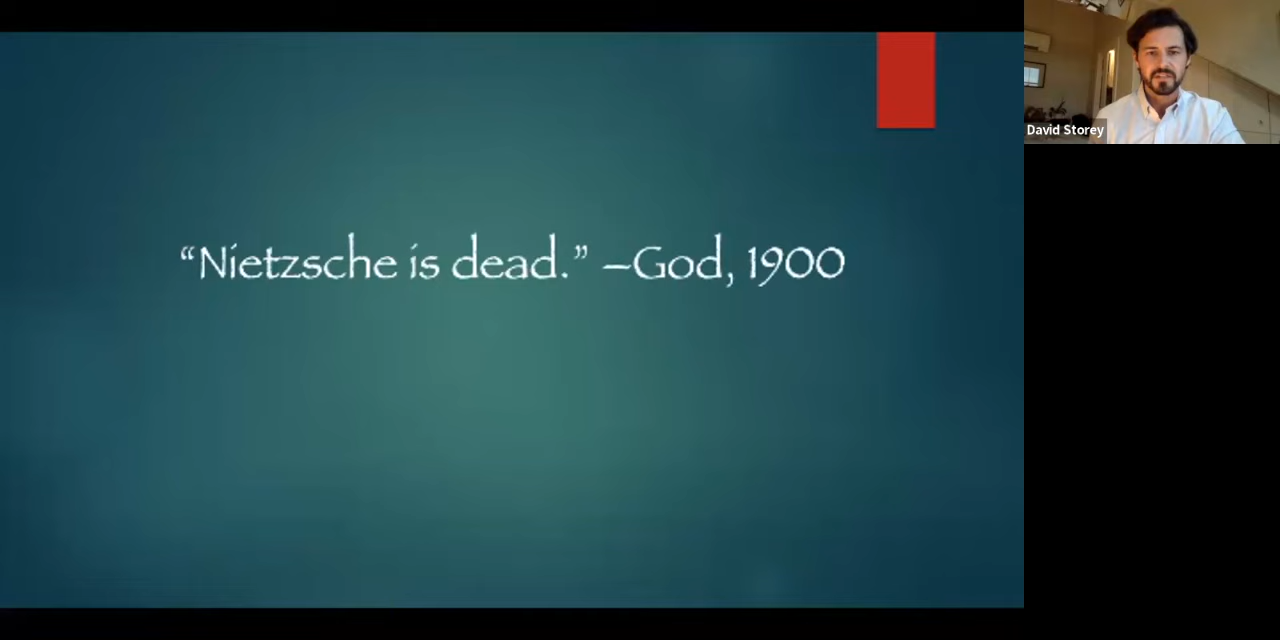 “Nietzsche is dead.” –God, 1900
David Storey